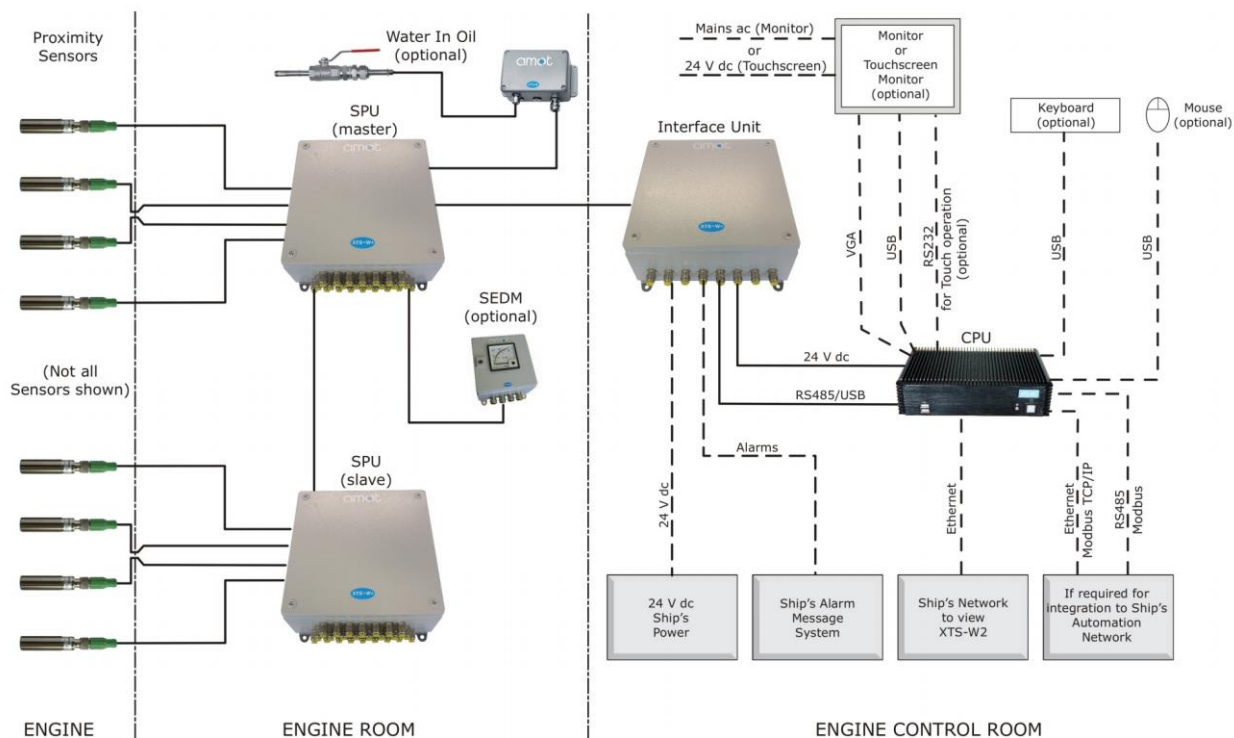 Proximity
Sensors
Water In Oil
(optional)
amot
SPU
(master)
amot
XTS-W+
Mains ac (Monitor)
or
24 V dc (Touchscreen)
Monitor
or
Touchscreen
Monitor
(optional)
Keyboard
(optional)
Mouse
(optional)
Interface Unit
amot
XTS-W+
VGA
USB
RS232
for Touch operation
(optional)
USB
USB
(Not all
Sensors shown)
SEDM
(optional)
CPU
24 V dc
RS485/USB
SPU
(slave)
amot
XTS-W+
Alarms
24 V dc
Ethernet
Ethernet
Modbus TCP/IP
RS485
Modbus
24 V dc
Ship's
Power
Ship's Alarm
Message
System
Ship's Network
to view
XTS-W2
If required for
integration to Ship's
Automation
Network
ENGINE
ENGINE ROOM
ENGINE CONTROL ROOM